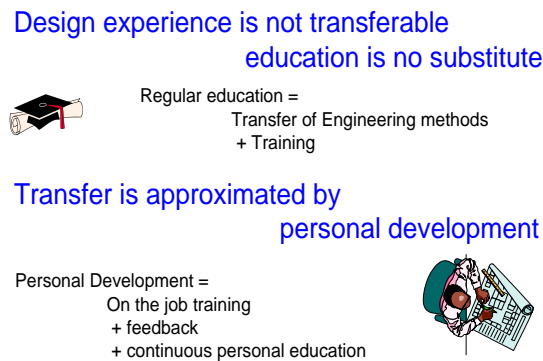 Design experience is not transferable
education is no substitute
Regular education =
Transfer of Engineering methods
+ Training
Transfer is approximated by
personal development
Personal Development =
On the job training
+ feedback
+ continuous personal education